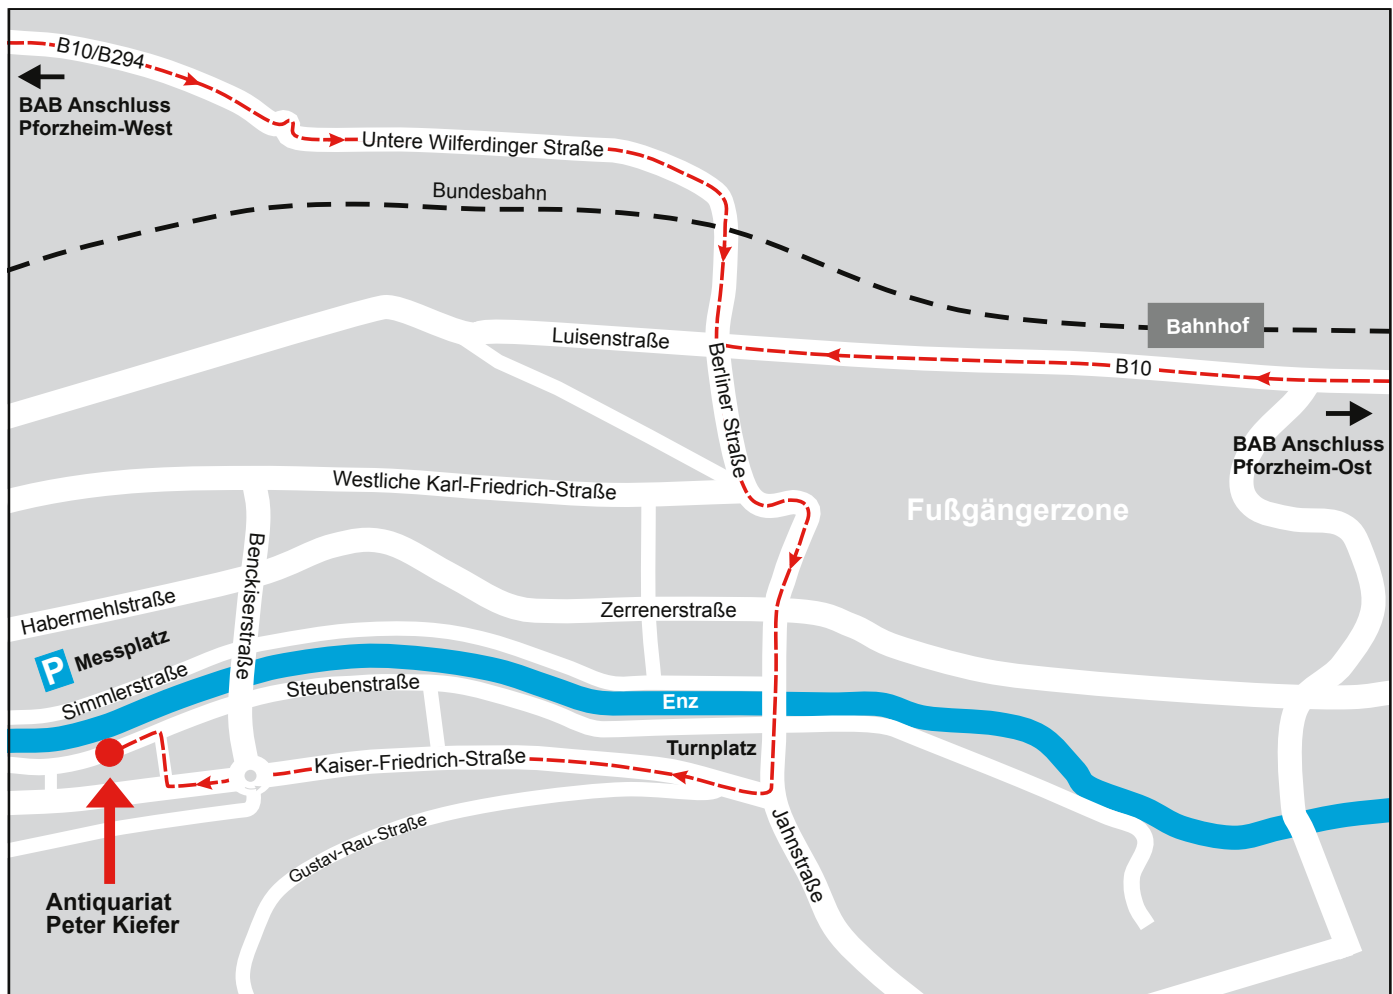 B10/B294
BAB Anschluss
Pforzheim-West
Untere Wilferdinger Straße
Bundesbahn
Bahnhof
Luisenstraße
B10
Berliner Straße
BAB Anschluss
Pforzheim-Ost
Westliche Karl-Friedrich-Straße
Fußgängerzone
Benckiserstraße
Habermehlstraße
Zerrenerstraße
P Messplatz
Simmlerstraße
Steubenstraße
Enz
Turnplatz
Kaiser-Friedrich-Straße
Gustav-Rau-Straße
Jahnstraße
Antiquariat
Peter Kiefer